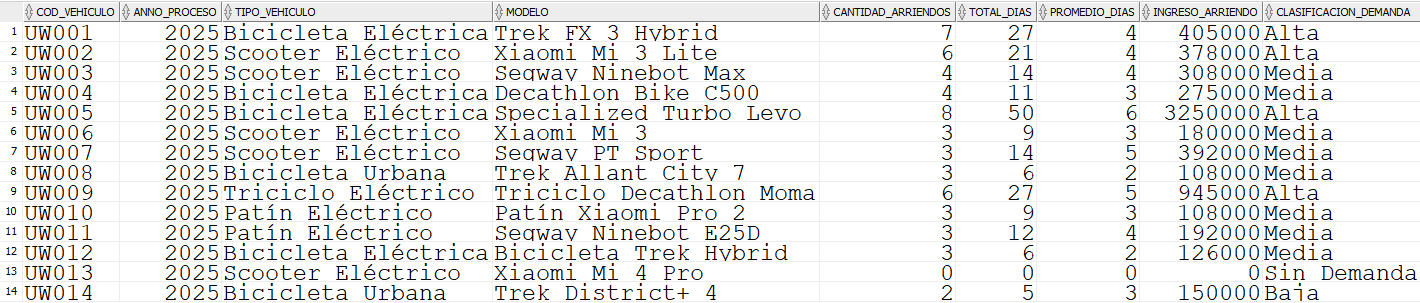 COD_VEHICULO ANNO_PROCESO TIPO_VEHICULO MODELO CANTIDAD_ARRIENDOS TOTAL_DIAS PROMEDIO_DIAS INGRESO_ARRIENDO CLASIFICACION_DEMANDA
1 UW001 2025 Bicicleta Eléctrica Trek FX 3 Hybrid 7 27 4 405000 Alta
2 UW002 2025 Scooter Eléctrico Xiaomi Mi 3 Lite 6 21 4 378000 Alta
3 UW003 2025 Scooter Eléctrico Segway Ninebot Max 4 14 4 308000 Media
4 UW004 2025 Bicicleta Eléctrica Decathlon Bike C500 4 11 3 275000 Media
5 UW005 2025 Bicicleta Eléctrica Specialized Turbo Levo 8 50 6 3250000 Alta
6 UW006 2025 Scooter Eléctrico Xiaomi Mi 3 3 9 3 180000 Media
7 UW007 2025 Scooter Eléctrico Segway PT Sport 3 14 5 392000 Media
8 UW008 2025 Bicicleta Urbana Trek Allant City 7 3 6 2 108000 Media
9 UW009 2025 Triciclo Eléctrico Triciclo Decathlon Moma 6 27 5 945000 Alta
10 UW010 2025 Patín Eléctrico Patín Xiaomi Pro 2 3 9 3 108000 Media
11 UW011 2025 Patín Eléctrico Segway Ninebot E25D 3 12 4 192000 Media
12 UW012 2025 Bicicleta Eléctrica Bicicleta Trek Hybrid 3 6 2 126000 Media
13 UW013 2025 Scooter Eléctrico Xiaomi Mi 4 Pro 0 0 0 0 Sin Demanda
14 UW014 2025 Bicicleta Urbana Trek District+ 4 2 5 3 150000 Baja